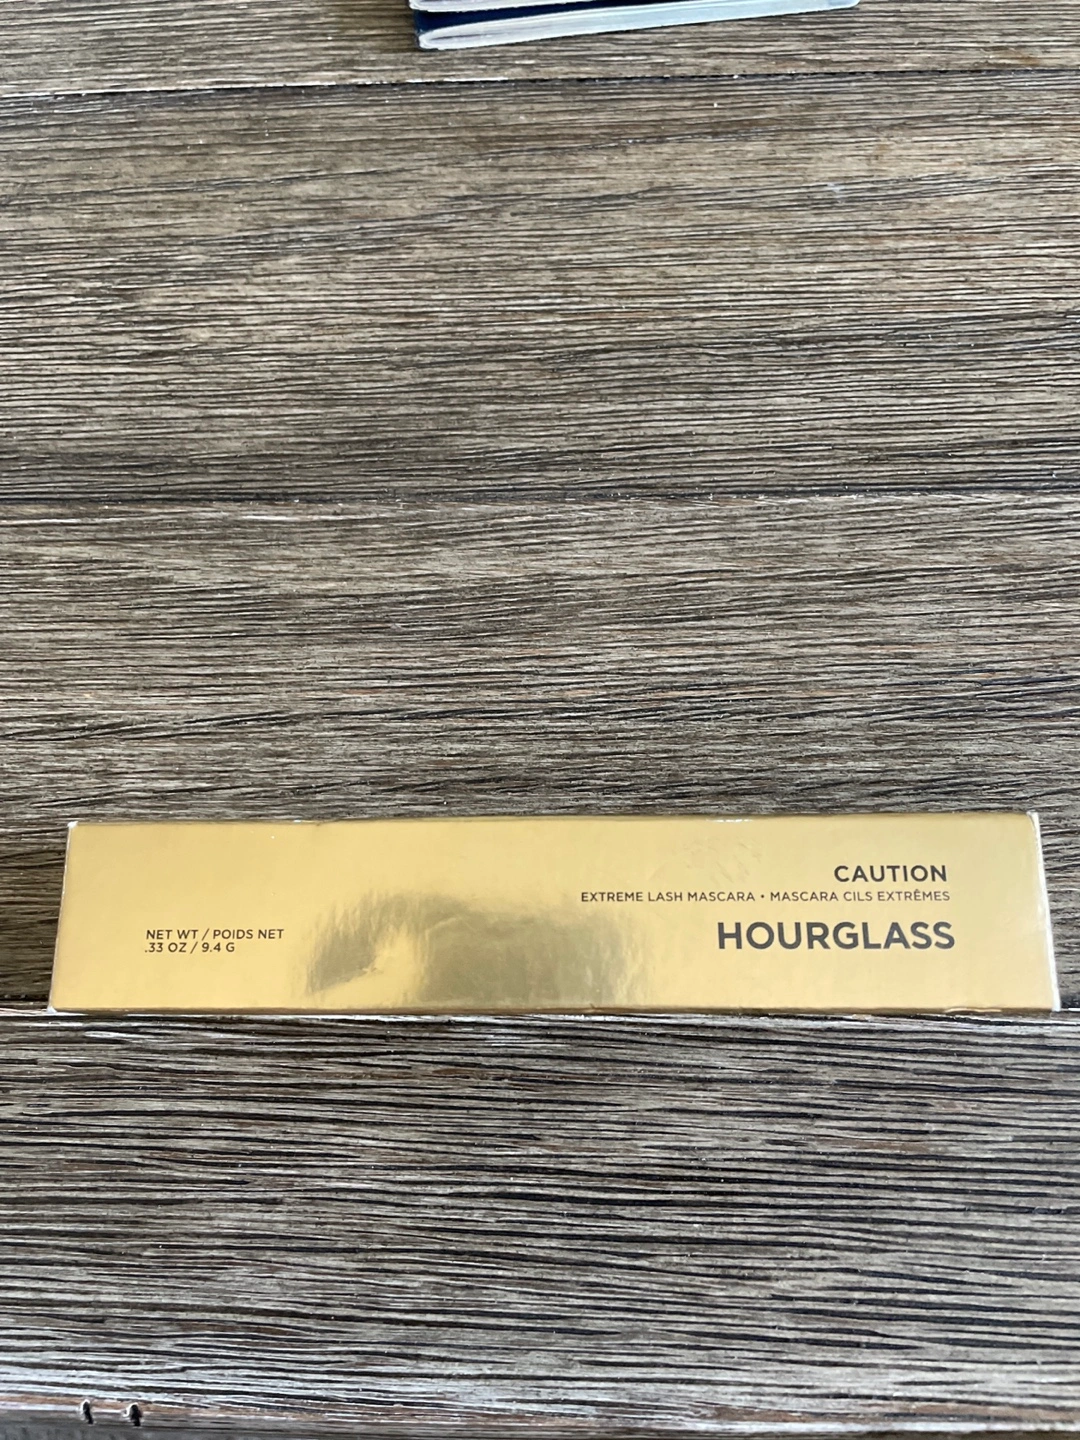 CAUTION
EXTREME LASH MASCARA • MASCARA CILS EXTRÊMES
HOURGLASS
NET WT / POIDS NET
.33 OZ / 9.4 G